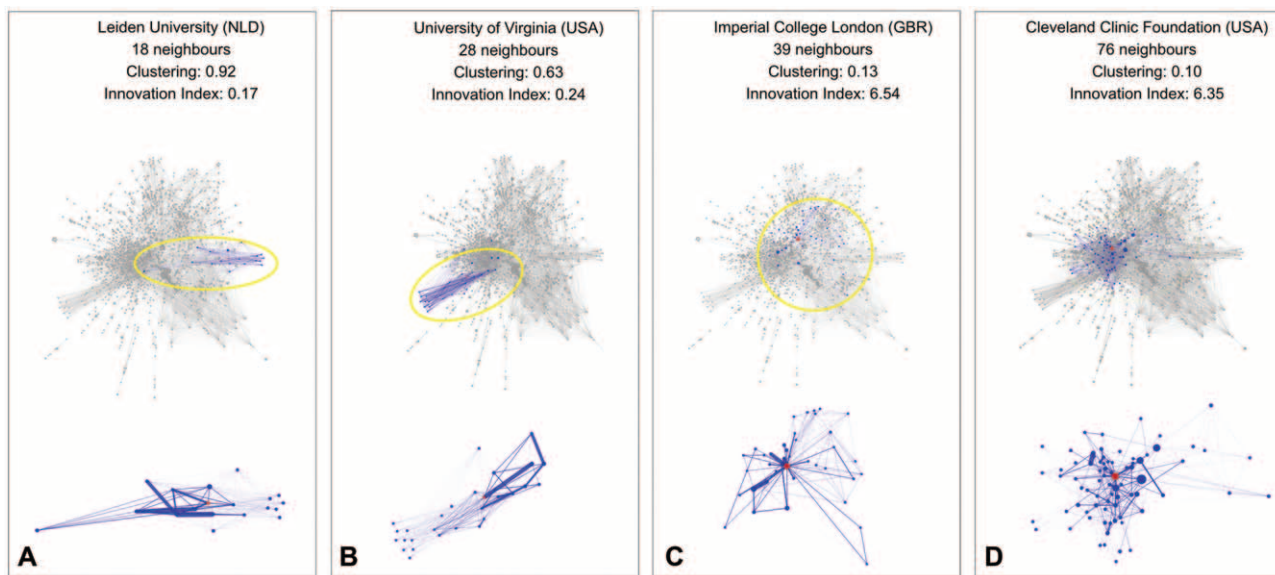 Leiden University (NLD)
18 neighbours
Clustering: 0.92
Innovation Index: 0.17
A
University of Virginia (USA)
28 neighbours
Clustering: 0.63
Innovation Index: 0.24
B
Imperial College London (GBR)
39 neighbours
Clustering: 0.13
Innovation Index: 6.54
C
Cleveland Clinic Foundation (USA)
76 neighbours
Clustering: 0.10
Innovation Index: 6.35
D